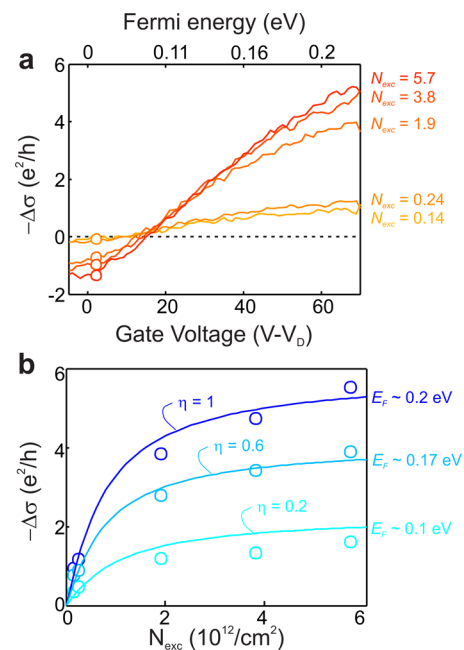 Fermi energy (eV)
a
0 0.11 0.16 0.2
6
4
2
0
-2
−Δσ (e²/h)
N_exc = 5.7
N_exc = 3.8
N_exc = 1.9
N_exc = 0.24
N_exc = 0.14
0 20 40 60
Gate Voltage (V-V_D)
b
6
4
2
0
−Δσ (e²/h)
η = 1
η = 0.6
η = 0.2
E_F ~ 0.2 eV
E_F ~ 0.17 eV
E_F ~ 0.1 eV
0 2 4 6
N_exc (10¹²/cm²)